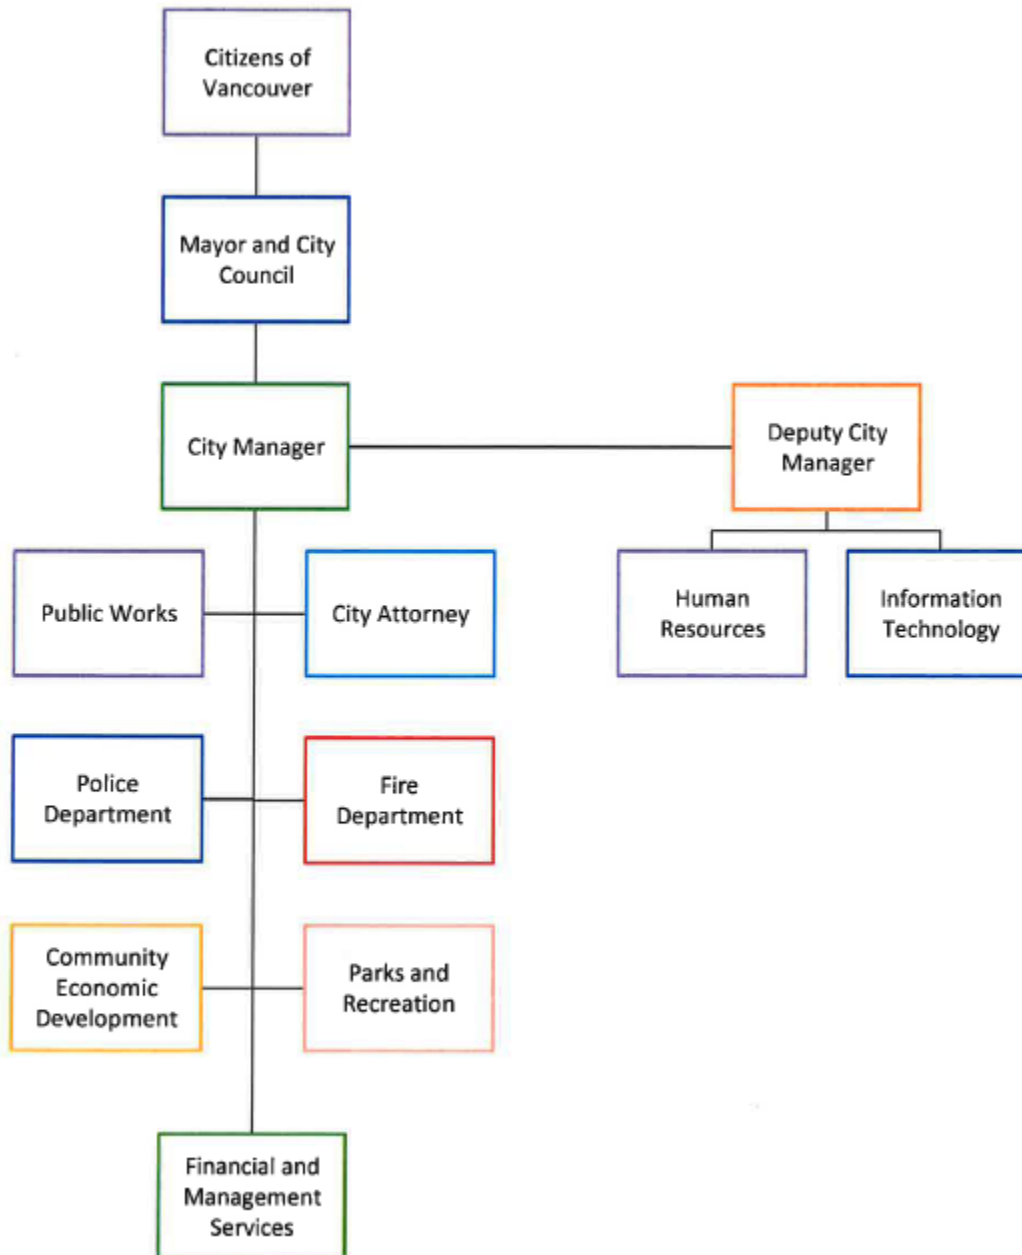 Citizens of
Vancouver
Mayor and City
Council
City Manager
Deputy City
Manager
Public Works
City Attorney
Human
Resources
Information
Technology
Police
Department
Fire
Department
Community
Economic
Development
Parks and
Recreation
Financial and
Management
Services